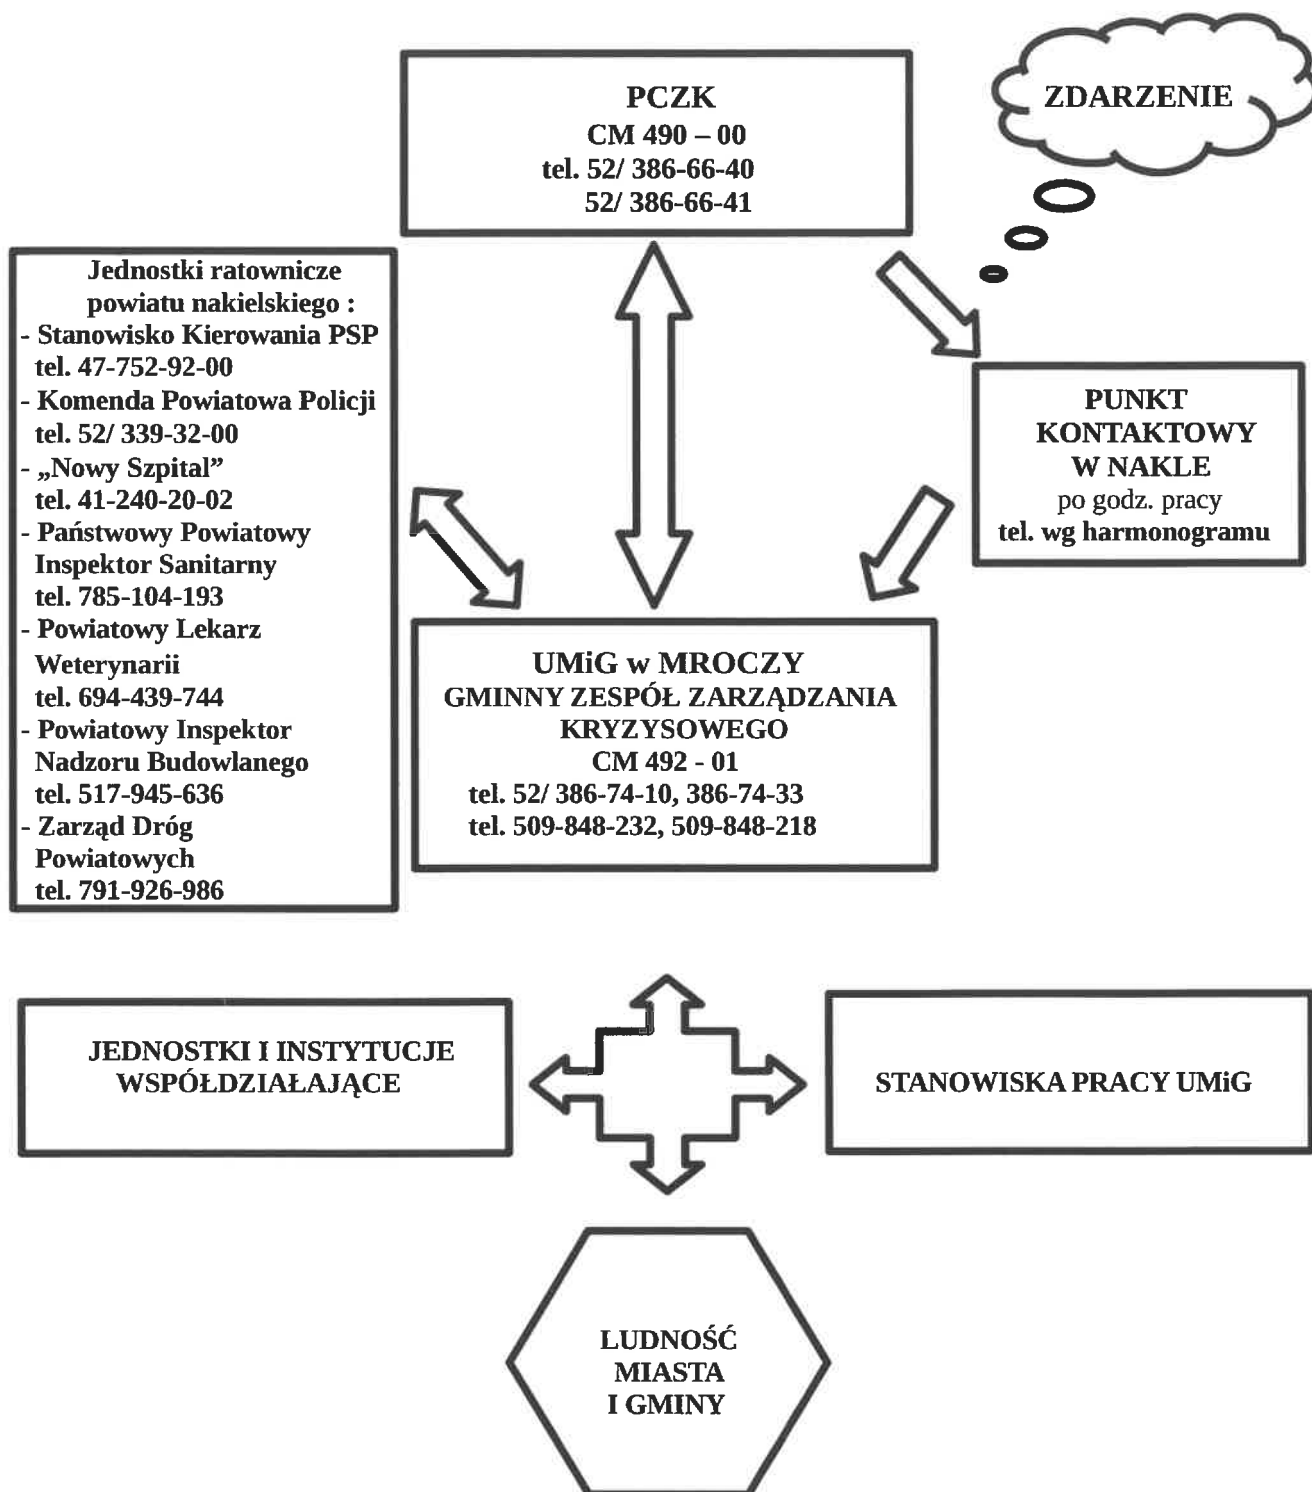 PCZK
CM 490 – 00
tel. 52/ 386-66-40
52/ 386-66-41
ZDARZENIE
Jednostki ratownicze
powiatu nakielskiego :
- Stanowisko Kierowania PSP
tel. 47-752-92-00
- Komenda Powiatowa Policji
tel. 52/ 339-32-00
- „Nowy Szpital”
tel. 41-240-20-02
- Państwowy Powiatowy
Inspektor Sanitarny
tel. 785-104-193
- Powiatowy Lekarz
Weterynarii
tel. 694-439-744
- Powiatowy Inspektor
Nadzoru Budowlanego
tel. 517-945-636
- Zarząd Dróg
Powiatowych
tel. 791-926-986
PUNKT
KONTAKTOWY
W NAKLE
po godz. pracy
tel. wg harmonogramu
UMiG w MROCZY
GMINNY ZESPÓŁ ZARZĄDZANIA
KRYZYSOWEGO
CM 492 - 01
tel. 52/ 386-74-10, 386-74-33
tel. 509-848-232, 509-848-218
JEDNOSTKI I INSTYTUCJE
WSPÓŁDZIAŁAJĄCE
STANOWISKA PRACY UMiG
LUDNOŚĆ
MIASTA
I GMINY